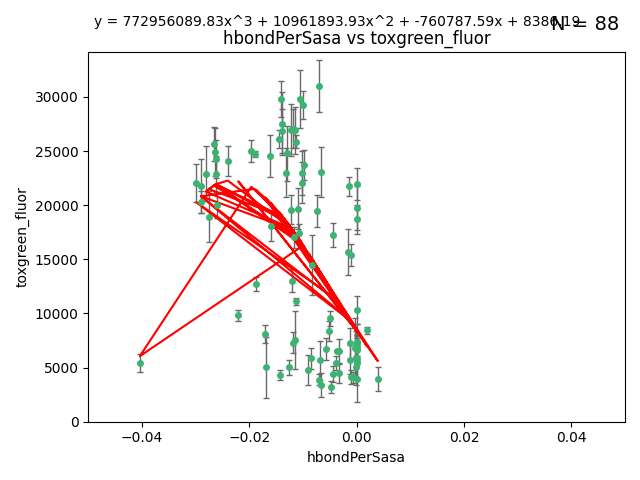 y = 772956089.83x^3 + 10961893.93x^2 + -760787.59x + 8386.19
N = 88
hbondPerSasa vs toxgreen_fluor
30000
25000
20000
15000
10000
5000
0
toxgreen_fluor
−0.04 −0.02 0.00 0.02 0.04
hbondPerSasa